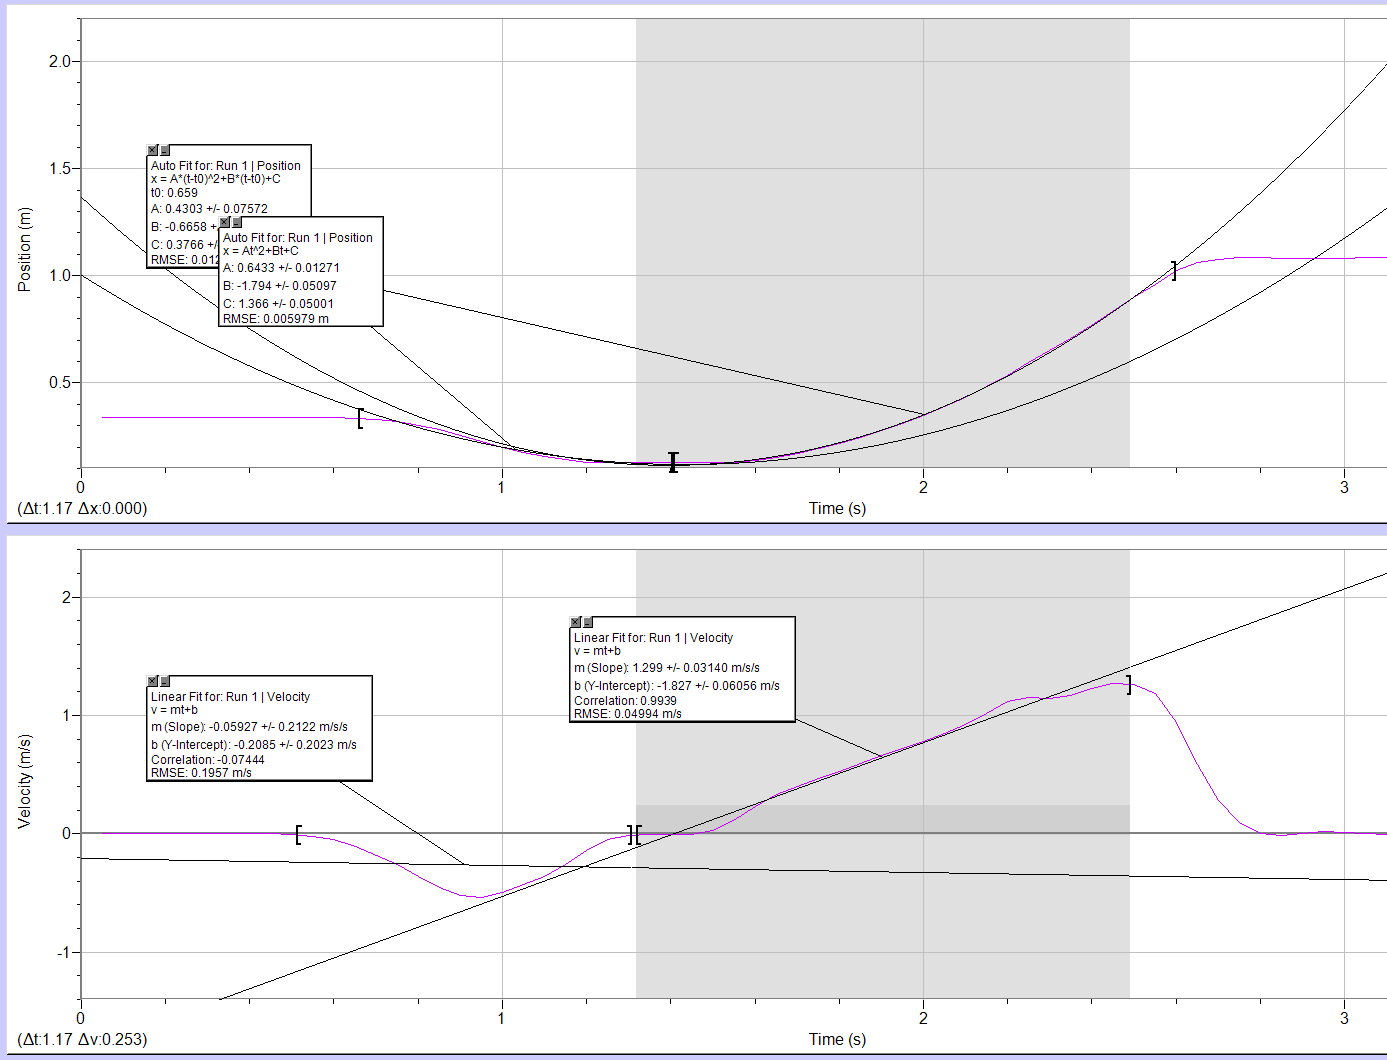 2.0
1.5
1.0
0.5
Position (m)
Auto Fit for: Run 1 | Position
x = A*(t-t0)^2+B*(t-t0)+C
t0: 0.659
A: 0.4303 +/- 0.07572
B: -0.6658 +
C: 0.3766 +/-
RMSE: 0.012
Auto Fit for: Run 1 | Position
x = At^2+Bt+C
A: 0.6433 +/- 0.01271
B: -1.794 +/- 0.05097
C: 1.366 +/- 0.05001
RMSE: 0.005979 m
0 1 2 3
(Δt:1.17 Δx:0.000) Time (s)
2
1
0
-1
Velocity (m/s)
Linear Fit for: Run 1 | Velocity
v = mt+b
m (Slope): 1.299 +/- 0.03140 m/s/s
b (Y-Intercept): -1.827 +/- 0.06056 m/s
Correlation: 0.9939
RMSE: 0.04994 m/s
Linear Fit for: Run 1 | Velocity
v = mt+b
m (Slope): -0.05927 +/- 0.2122 m/s/s
b (Y-Intercept): -0.2085 +/- 0.2023 m/s
Correlation: -0.07444
RMSE: 0.1957 m/s
0 1 2 3
(Δt:1.17 Δv:0.253) Time (s)